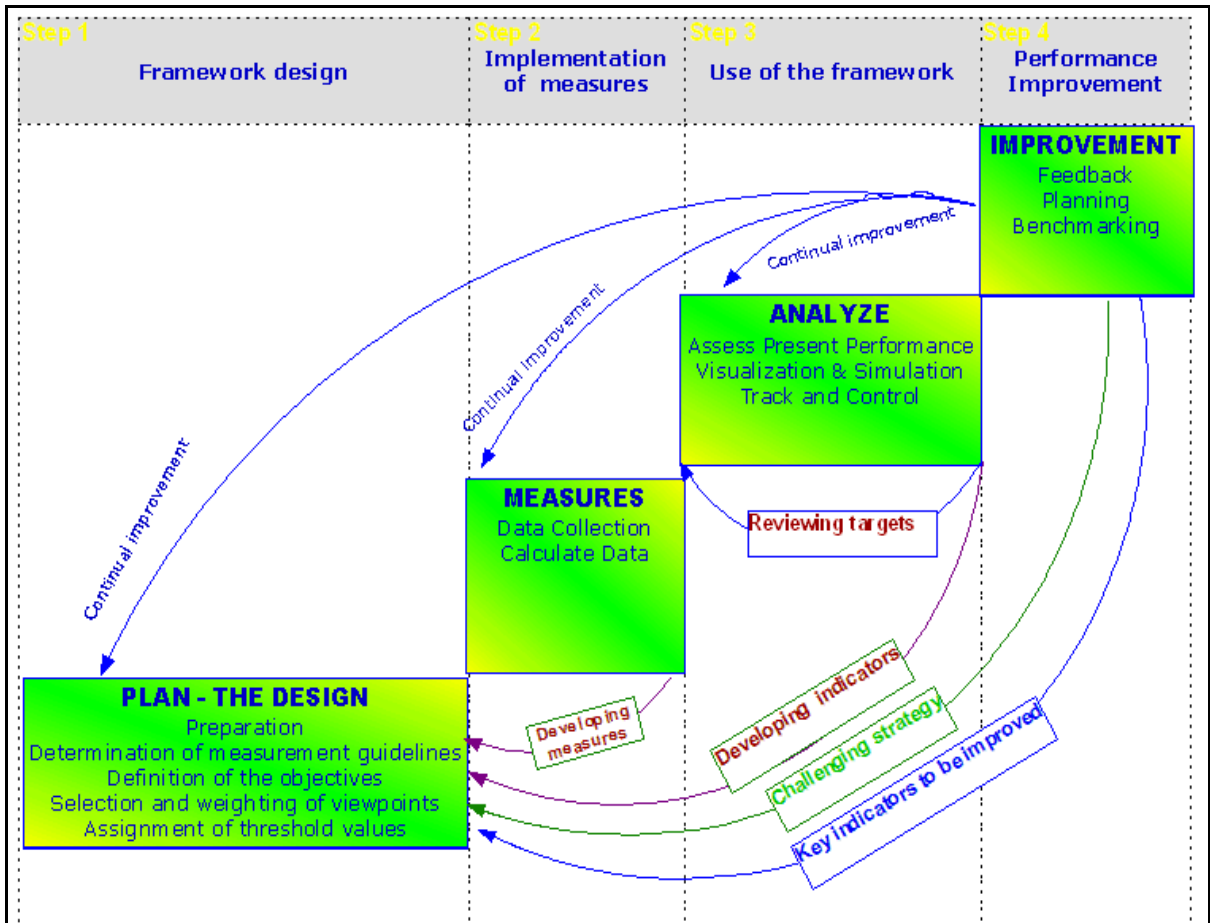 Step 1
Step 2
Step 3
Step 4
Framework design
Implementation
of measures
Use of the framework
Performance
Improvement
IMPROVEMENT
Feedback
Planning
Benchmarking
Continual improvement
Continual improvement
Continual improvement
ANALYZE
Assess Present Performance
Visualization & Simulation
Track and Control
MEASURES
Data Collection
Calculate Data
Reviewing targets
PLAN - THE DESIGN
Preparation
Determination of measurement guidelines
Definition of the objectives
Selection and weighting of viewpoints
Assignment of threshold values
Developing
measures
Developing indicators
Challenging strategy
Key indicators to be improved